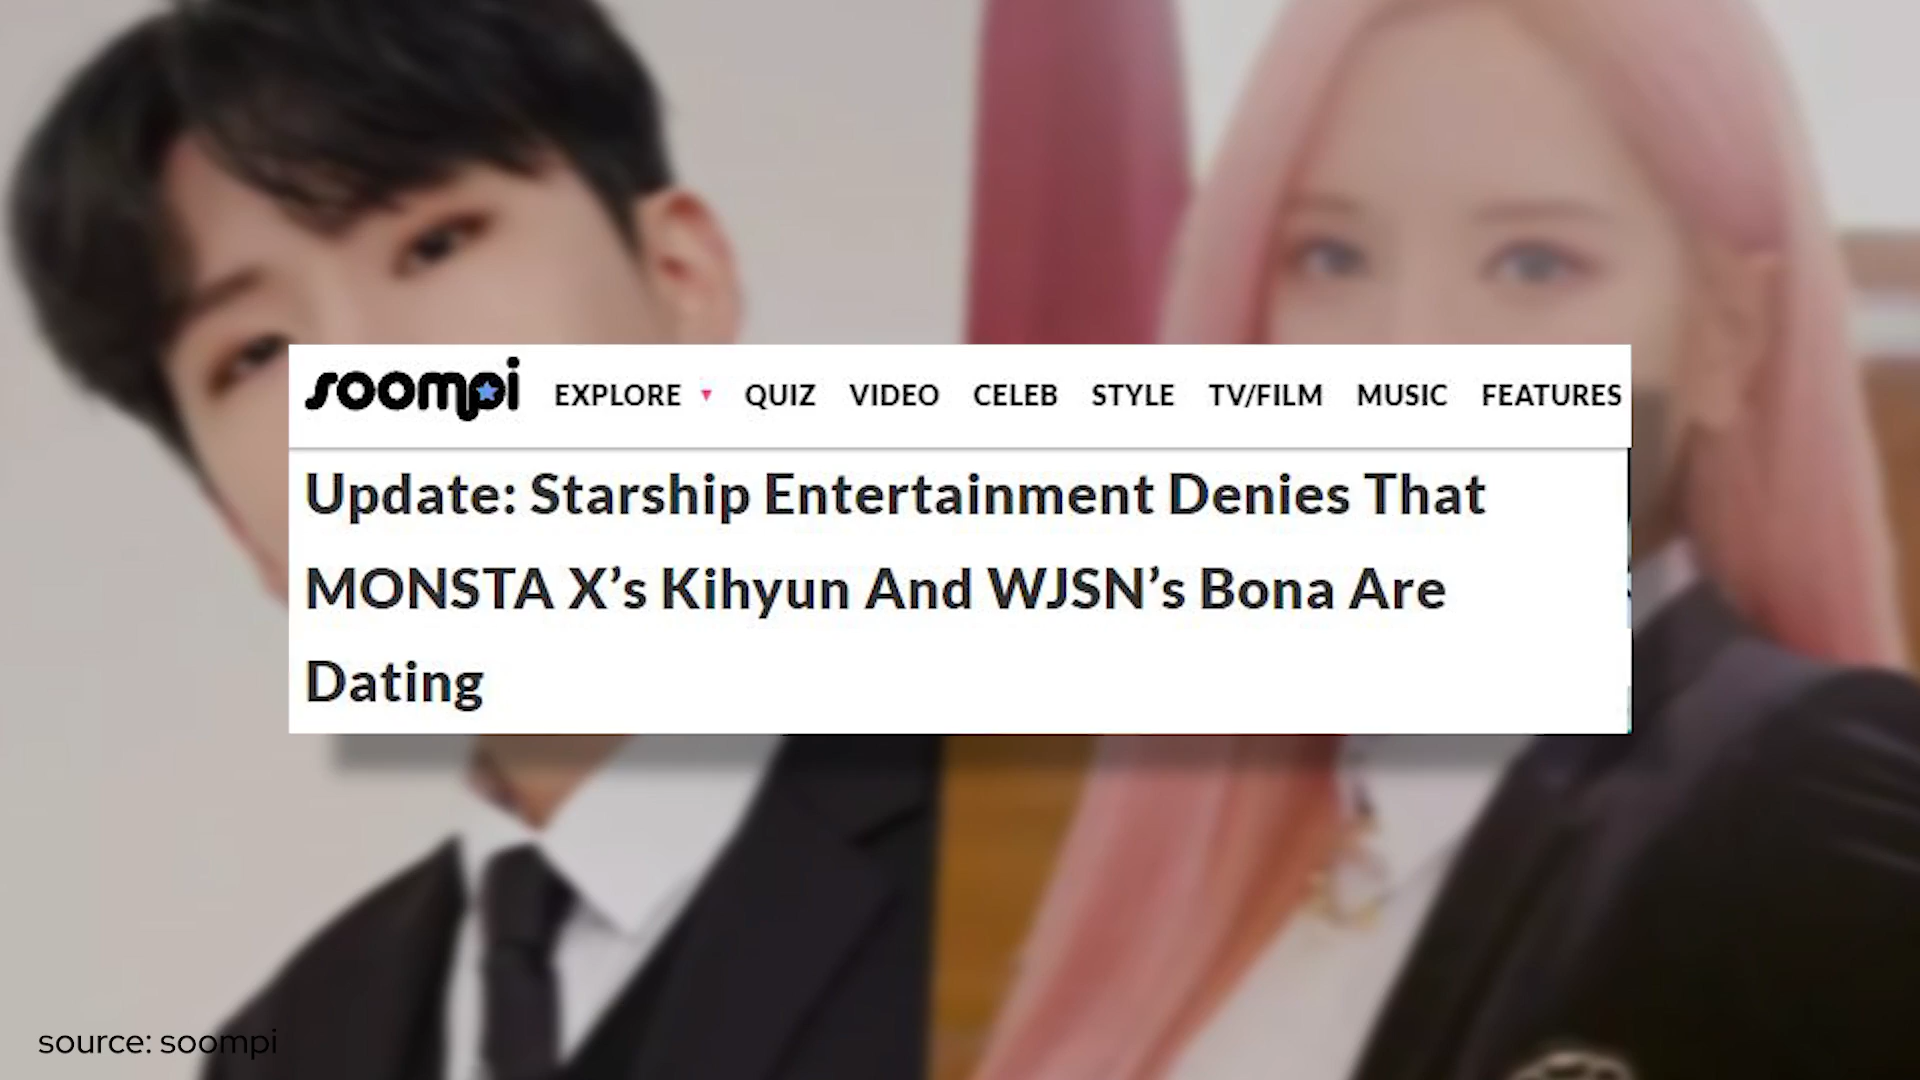 soompi EXPLORE ▼ QUIZ VIDEO CELEB STYLE TV/FILM MUSIC FEATURES
Update: Starship Entertainment Denies That
MONSTA X’s Kihyun And WJSN’s Bona Are
Dating
source: soompi